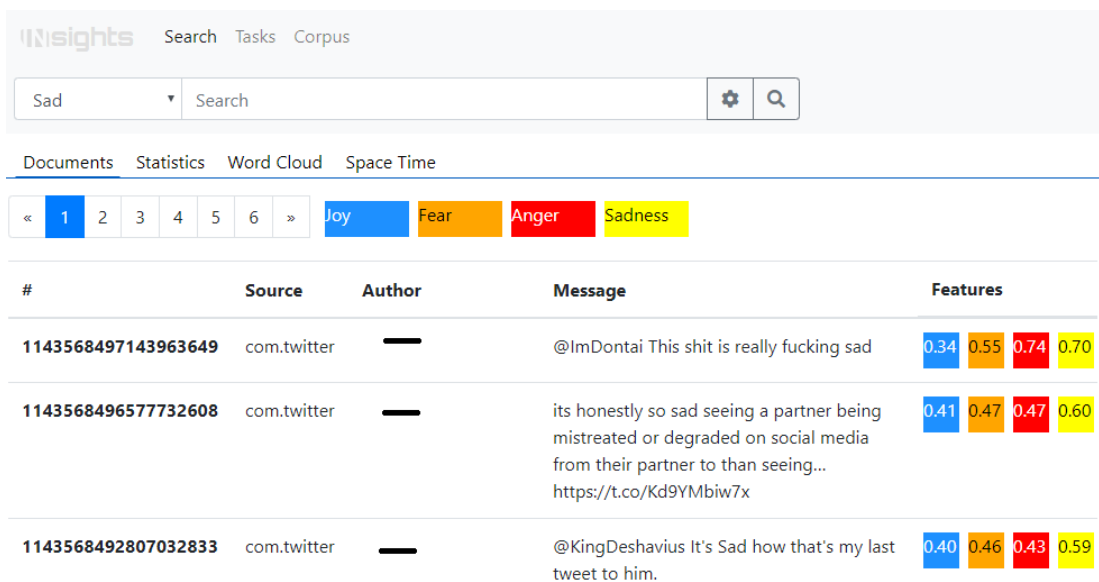 INsights Search Tasks Corpus
Sad Search
Documents Statistics Word Cloud Space Time
« 1 2 3 4 5 6 » Joy Fear Anger Sadness
# Source Author Message Features
1143568497143963649 com.twitter @ImDontai This shit is really fucking sad 0.34 0.55 0.74 0.70
1143568496577732608 com.twitter its honestly so sad seeing a partner being 0.41 0.47 0.47 0.60
mistreated or degraded on social media
from their partner to than seeing...
https://t.co/Kd9YMbiw7x
1143568492807032833 com.twitter @KingDeshavius It's Sad how that's my last 0.40 0.46 0.43 0.59
tweet to him.